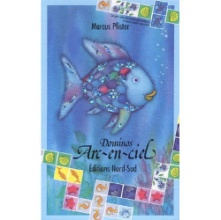 Marcus Pfister
Dominos
Arc-en-ciel
Éditions Nord-Sud